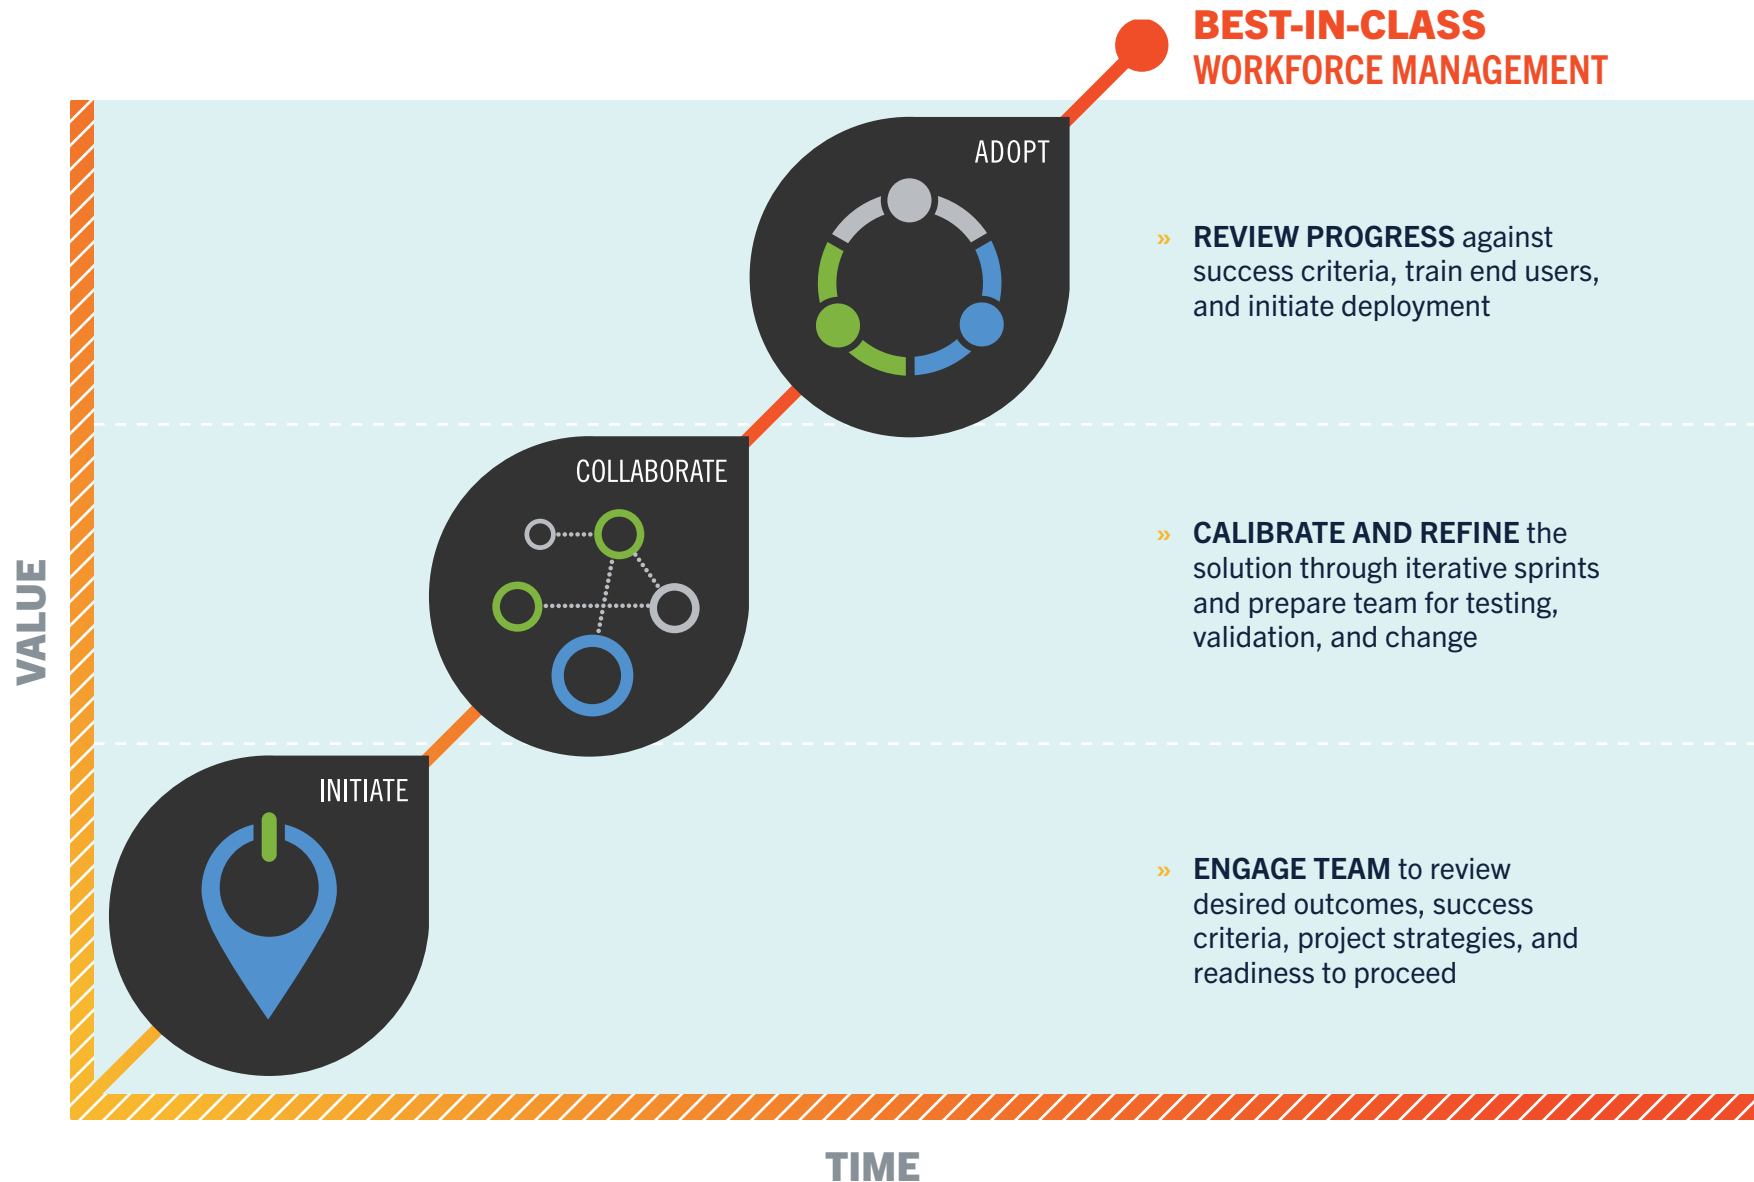 BEST-IN-CLASS
WORKFORCE MANAGEMENT
ADOPT
» REVIEW PROGRESS against
success criteria, train end users,
and initiate deployment
COLLABORATE
» CALIBRATE AND REFINE the
solution through iterative sprints
and prepare team for testing,
validation, and change
VALUE
INITIATE
» ENGAGE TEAM to review
desired outcomes, success
criteria, project strategies, and
readiness to proceed
TIME